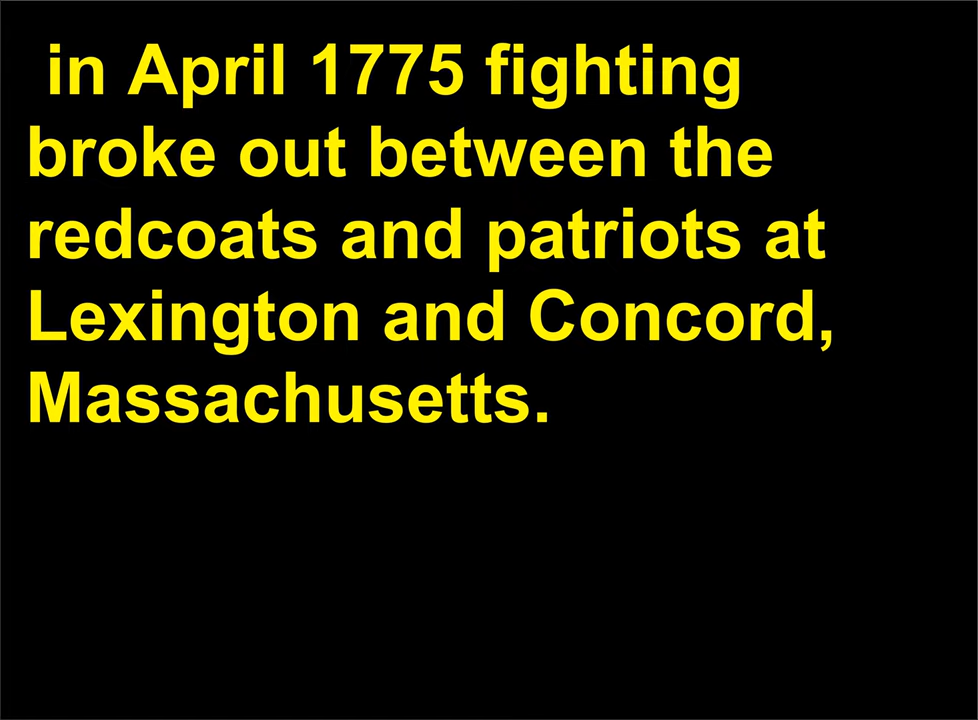 in April 1775 fighting
broke out between the
redcoats and patriots at
Lexington and Concord,
Massachusetts.